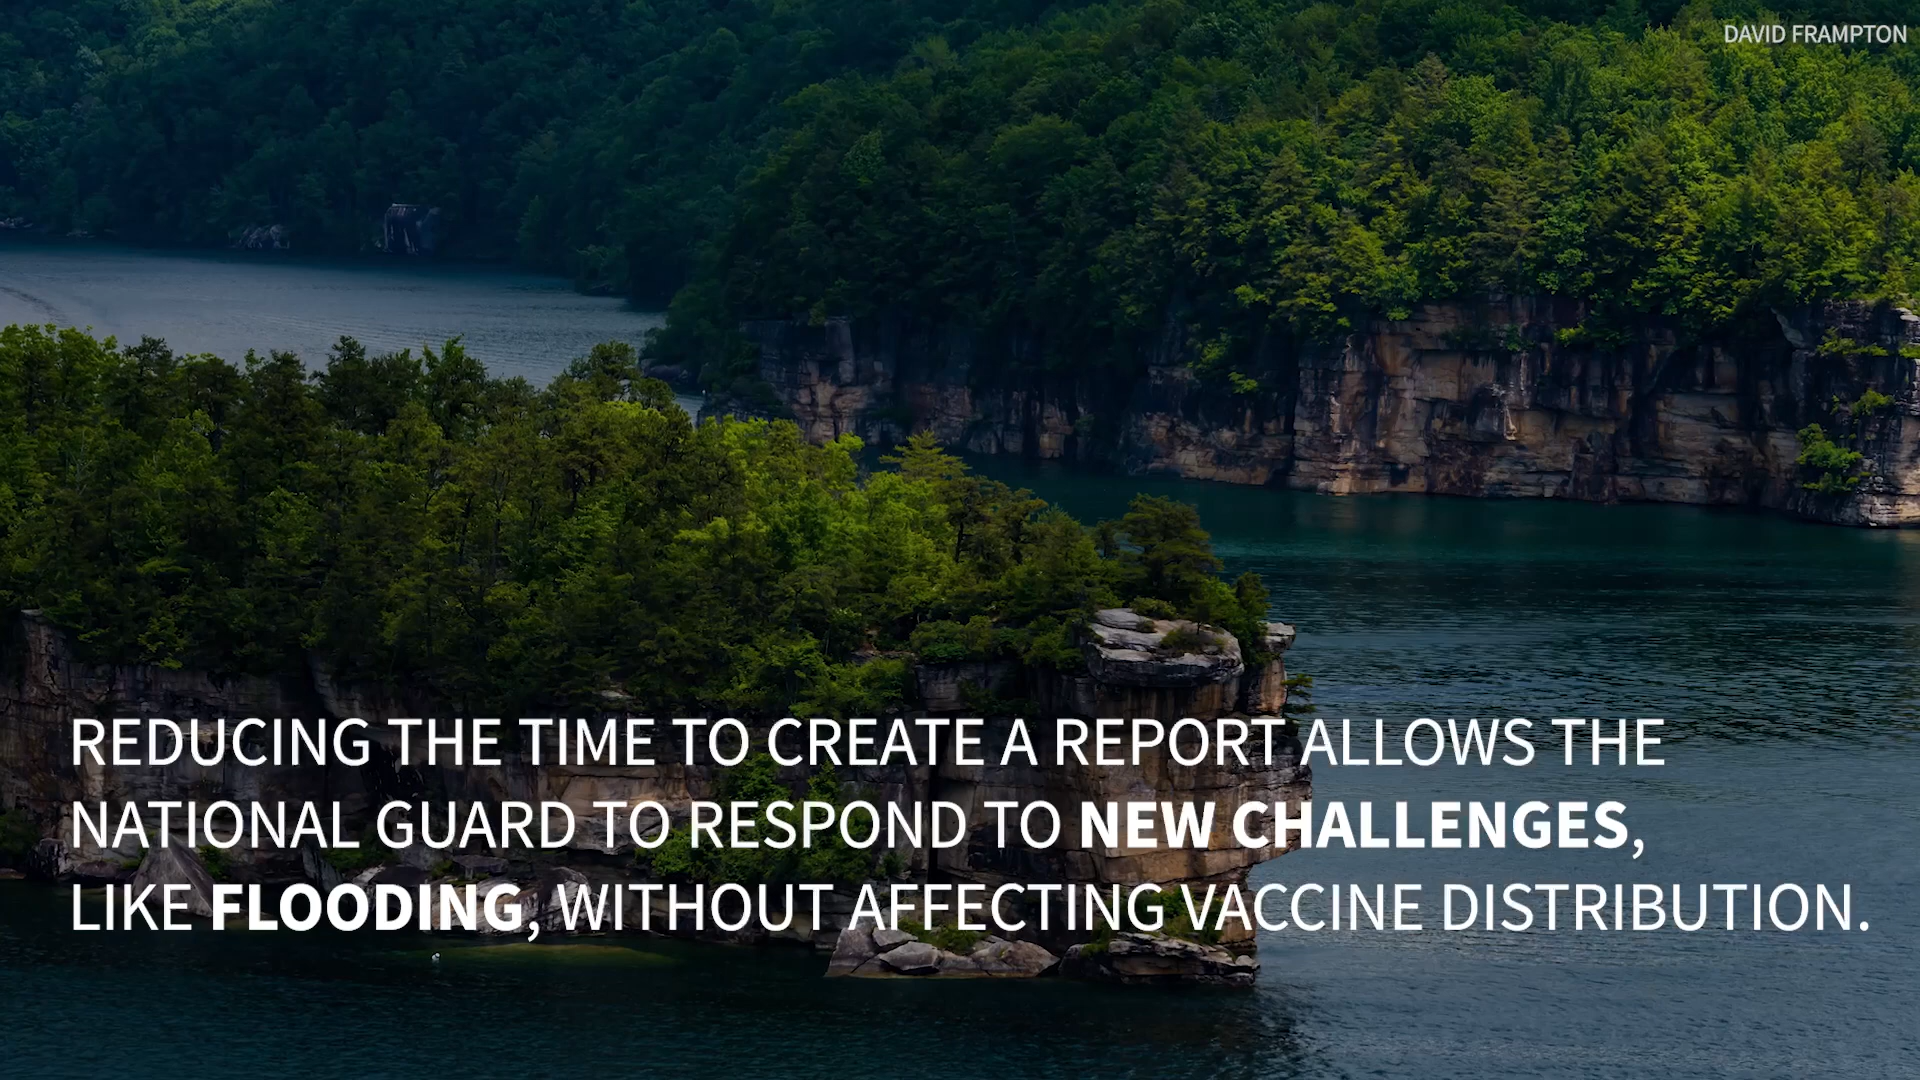 DAVID FRAMPTON
REDUCING THE TIME TO CREATE A REPORT ALLOWS THE
NATIONAL GUARD TO RESPOND TO NEW CHALLENGES,
LIKE FLOODING, WITHOUT AFFECTING VACCINE DISTRIBUTION.